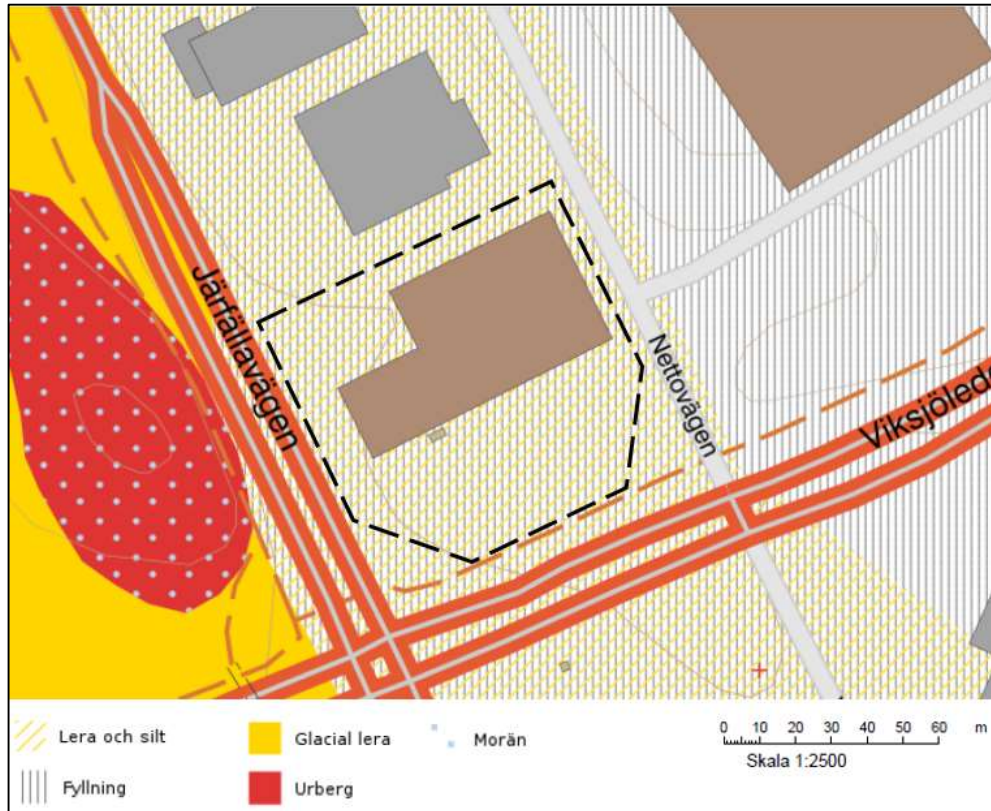 Järfällavägen
Nettovägen
Viksjöleds
Lera och silt
Glacial lera
Morän
Fyllning
Urberg
0 10 20 30 40 50 60 m
Skala 1:2500